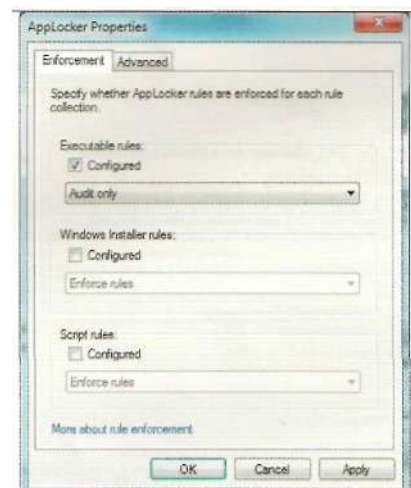 AppLocker Properties
Enforcement Advanced
Specify whether AppLocker rules are enforced for each rule
collection.
Executable rules:
Configured
Audit only
Windows Installer rules:
Configured
Enforce rules
Script rules:
Configured
Enforce rules
More about rule enforcement
OK Cancel Apply